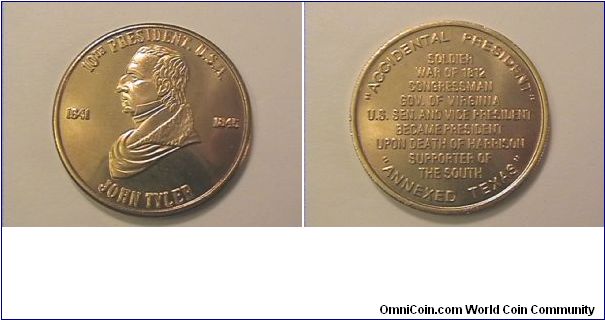 10TH PRESIDENT, U.S.A.
1841
1845
JOHN TYLER
"ACCIDENTAL PRESIDENT"
SOLDIER
WAR OF 1812
CONGRESSMAN
GOV. OF VIRGINIA
U.S. SEN. AND VICE PRESIDENT
BECAME PRESIDENT
UPON DEATH OF HARRISON
SUPPORTER OF
THE SOUTH
"ANNEXED TEXAS"
OmniCoin.com World Coin Community